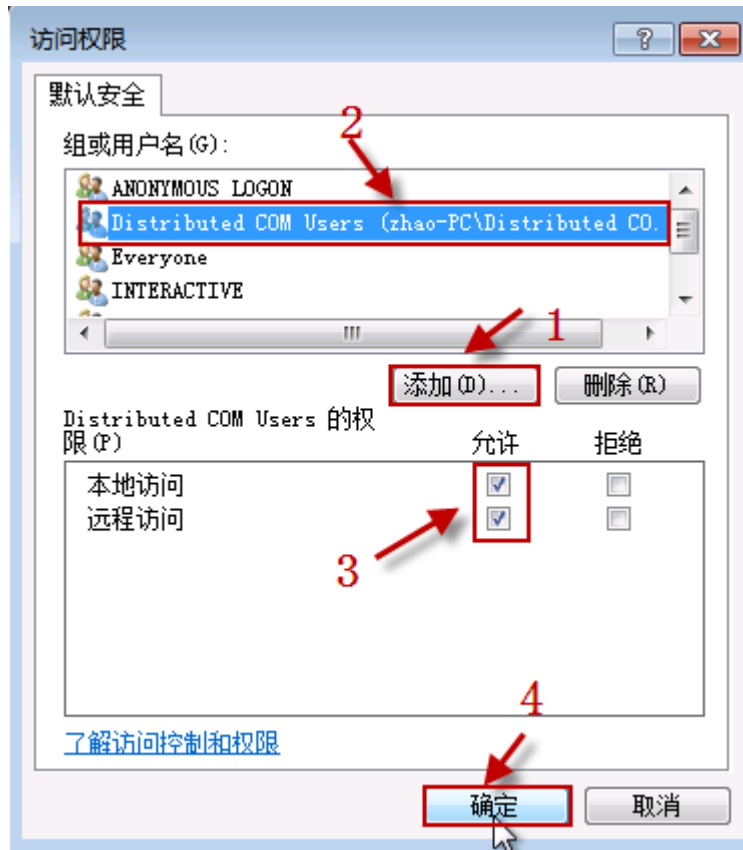 访问权限
默认安全
组或用户名(G):
2
ANONYMOUS LOGON
Distributed COM Users (zhao-PC\Distributed CO.
Everyone
INTERACTIVE
1
添加(D)...
删除(R)
Distributed COM Users 的权
限(P)
允许
拒绝
本地访问
远程访问
3
4
了解访问控制和权限
确定
取消